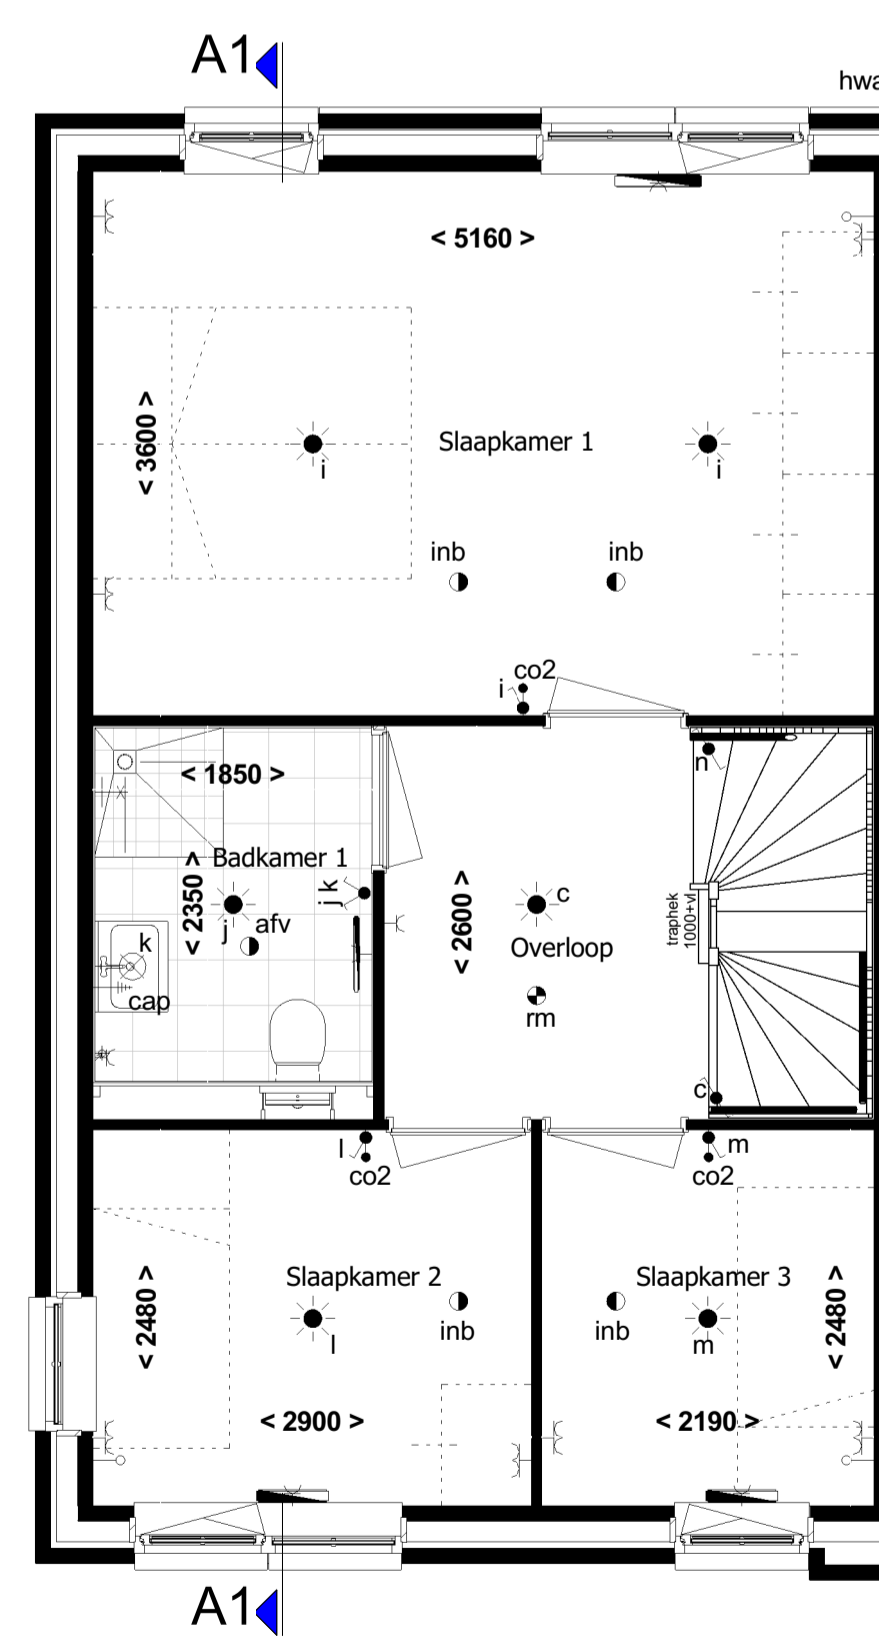 A1
hwa
< 5160 >
< 3600 >
Slaapkamer 1
i
i
inb
inb
co2
i
n
< 1850 >
Badkamer 1
< 2350 >
j k
j
afv
k
cap
< 2600 >
c
Overloop
rm
traphek
1000+vl
c
l
co2
m
co2
Slaapkamer 2
Slaapkamer 3
< 2480 >
inb
l
inb
m
< 2480 >
< 2900 >
< 2190 >
A1